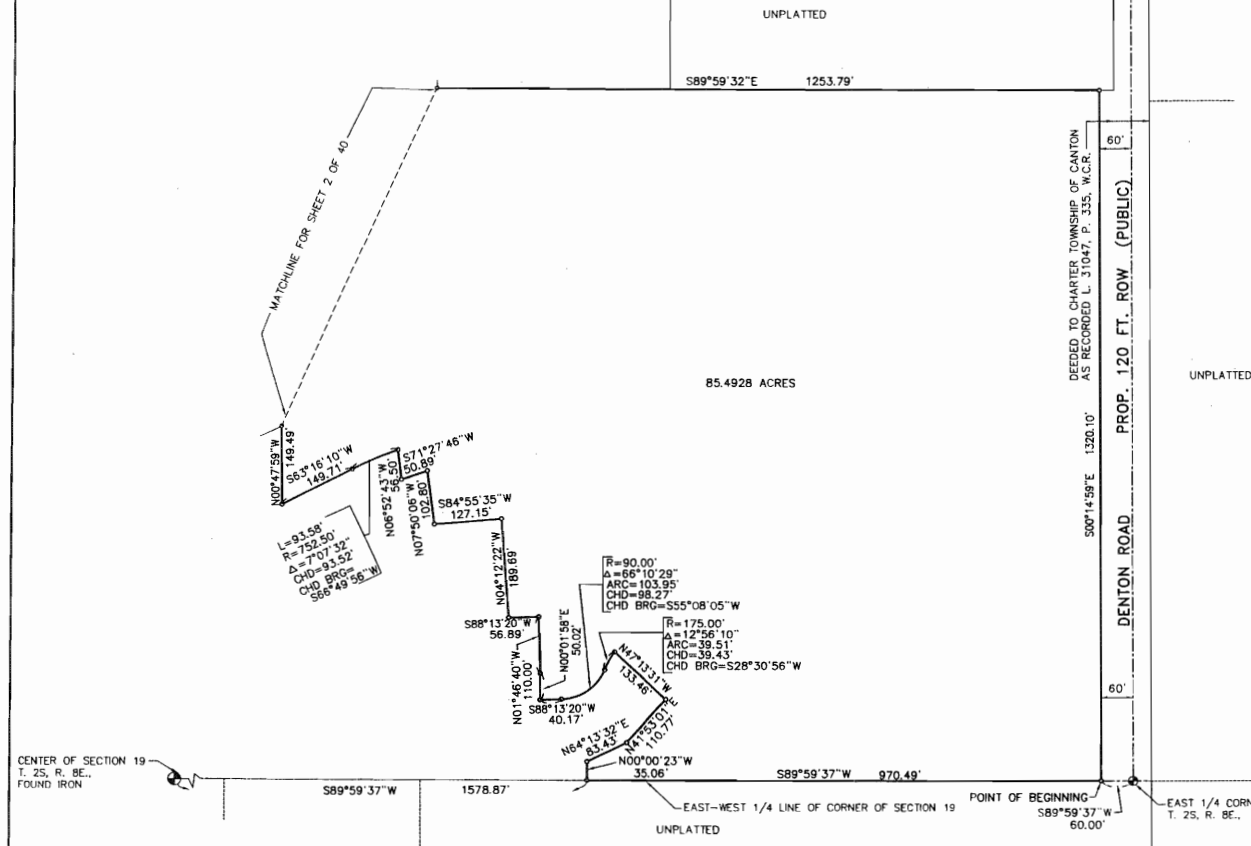 UNPLATTED
S89°59'32"E 1253.79'
MATCHLINE FOR SHEET 2 OF 40
DEEDED TO CHARTER TOWNSHIP OF CANTON
AS RECORDED L. 31047, P. 335, W.C.R.
60'
DENTON ROAD PROP. 120 FT. ROW (PUBLIC)
UNPLATTED
85.4928 ACRES
S00°14'59"E 1320.10'
N00°47'59"W
149.49'
S63°16'10"W
149.71'
N06°52'43"W
56.50'
S71°27'46"W
50.89'
N07°50'06"W
102.80'
S84°55'35"W
127.15'
L=93.58'
R=752.50'
Δ=7°07'32"
CHD=93.52'
CHD BRG=
S66°49'56"W
N04°12'22"W
189.69'
R=90.00'
Δ=66°10'29"
ARC=103.95'
CHD=98.27'
CHD BRG=S55°08'05"W
S88°13'20"W
56.89'
N00°01'58"E
50.02'
R=175.00'
Δ=12°56'10"
ARC=39.51'
CHD=39.43'
CHD BRG=S28°30'56"W
N01°46'40"W
110.00'
S88°13'20"W
40.17'
N47°13'31"W
133.46'
60'
N41°53'01"E
110.77'
N64°13'32"E
83.43'
N00°00'23"W
35.06'
CENTER OF SECTION 19
T. 2S, R. 8E.,
FOUND IRON
S89°59'37"W 1578.87'
S89°59'37"W 970.49'
EAST-WEST 1/4 LINE OF CORNER OF SECTION 19
POINT OF BEGINNING
S89°59'37"W
60.00'
EAST 1/4 CORN
T. 2S, R. 8E.,
UNPLATTED